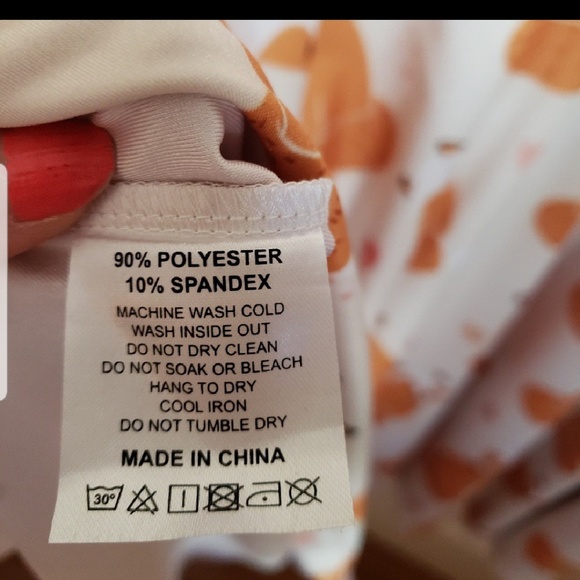 90% POLYESTER
10% SPANDEX
MACHINE WASH COLD
WASH INSIDE OUT
DO NOT DRY CLEAN
DO NOT SOAK OR BLEACH
HANG TO DRY
COOL IRON
DO NOT TUMBLE DRY
MADE IN CHINA
30°